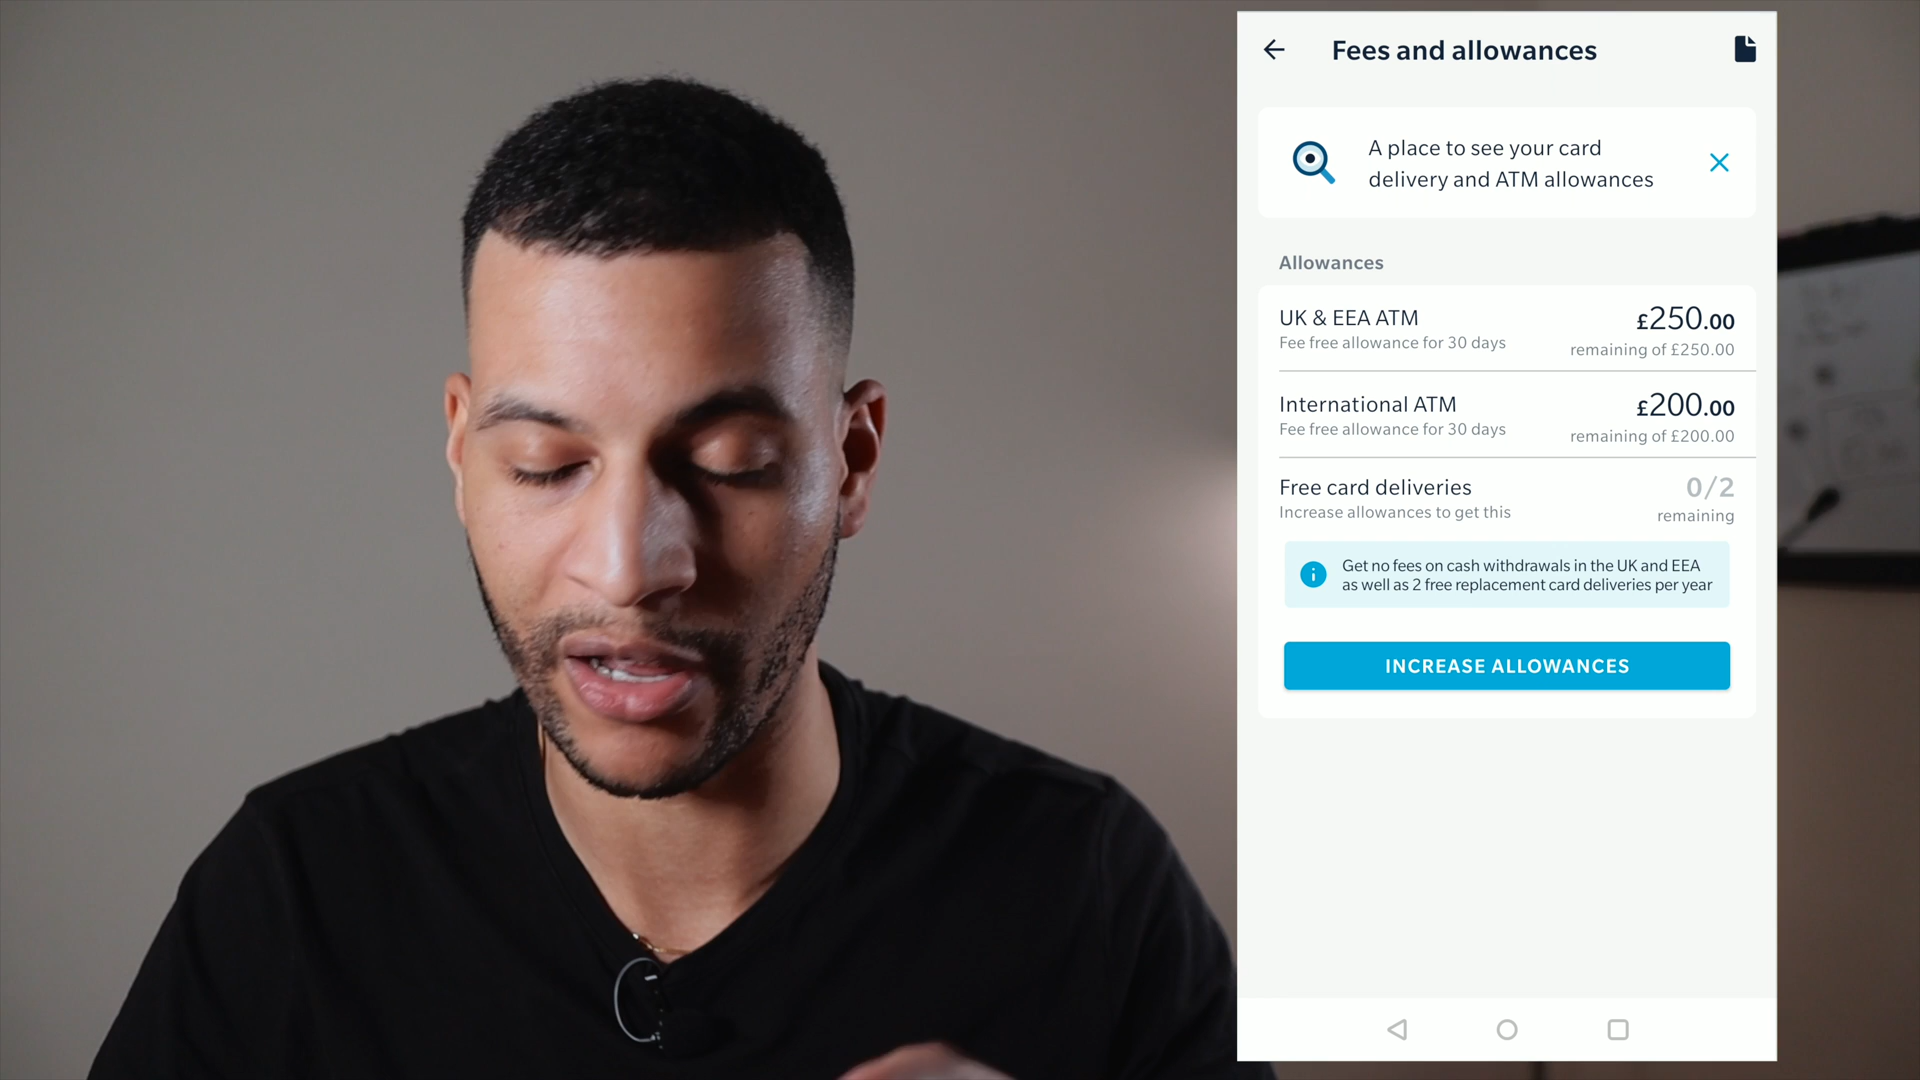 Fees and allowances
A place to see your card
delivery and ATM allowances
Allowances
UK & EEA ATM
£250.00
Fee free allowance for 30 days
remaining of £250.00
International ATM
£200.00
Fee free allowance for 30 days
remaining of £200.00
Free card deliveries
0/2
Increase allowances to get this
remaining
Get no fees on cash withdrawals in the UK and EEA
as well as 2 free replacement card deliveries per year
INCREASE ALLOWANCES